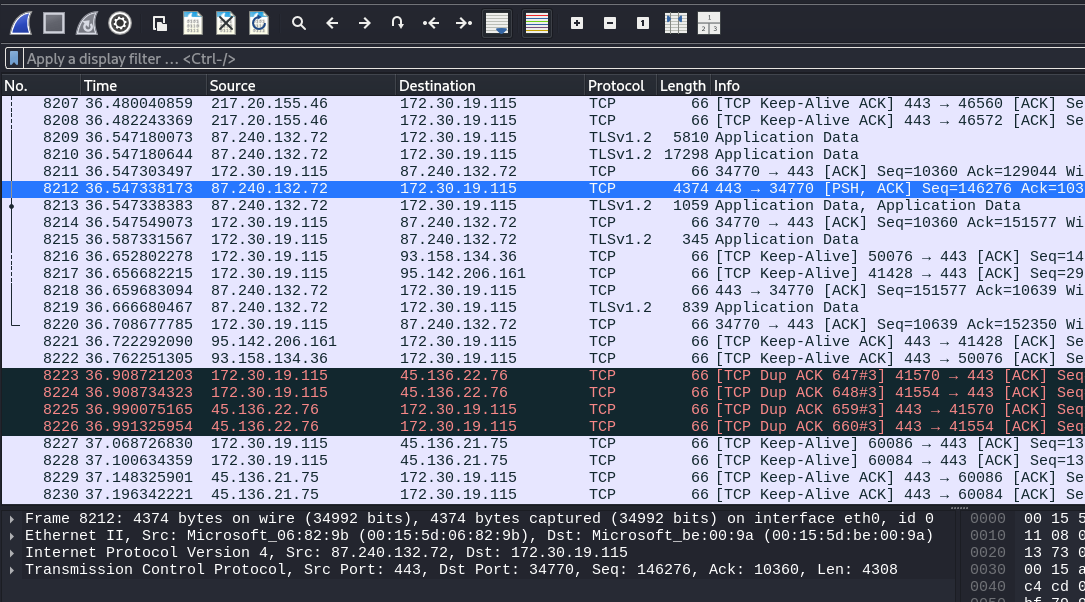 1
1
2 3
Apply a display filter … <Ctrl-/>
No. Time Source Destination Protocol Length Info
8207 36.480040859 217.20.155.46 172.30.19.115 TCP 66 [TCP Keep-Alive ACK] 443 → 46560 [ACK] Se
8208 36.482243369 217.20.155.46 172.30.19.115 TCP 66 [TCP Keep-Alive ACK] 443 → 46572 [ACK] Se
8209 36.547180073 87.240.132.72 172.30.19.115 TLSv1.2 5810 Application Data
8210 36.547180644 87.240.132.72 172.30.19.115 TLSv1.2 17298 Application Data
8211 36.547303497 172.30.19.115 87.240.132.72 TCP 66 34770 → 443 [ACK] Seq=10360 Ack=129044 Wi
8212 36.547338173 87.240.132.72 172.30.19.115 TCP 4374 443 → 34770 [PSH, ACK] Seq=146276 Ack=103
8213 36.547338383 87.240.132.72 172.30.19.115 TLSv1.2 1059 Application Data, Application Data
8214 36.547549073 172.30.19.115 87.240.132.72 TCP 66 34770 → 443 [ACK] Seq=10360 Ack=151577 Wi
8215 36.587331567 172.30.19.115 87.240.132.72 TLSv1.2 345 Application Data
8216 36.652802278 172.30.19.115 93.158.134.36 TCP 66 [TCP Keep-Alive] 50076 → 443 [ACK] Seq=14
8217 36.656682215 172.30.19.115 95.142.206.161 TCP 66 [TCP Keep-Alive] 41428 → 443 [ACK] Seq=29
8218 36.659683094 87.240.132.72 172.30.19.115 TCP 66 443 → 34770 [ACK] Seq=151577 Ack=10639 Wi
8219 36.666680467 87.240.132.72 172.30.19.115 TLSv1.2 839 Application Data
8220 36.708677785 172.30.19.115 87.240.132.72 TCP 66 34770 → 443 [ACK] Seq=10639 Ack=152350 Wi
8221 36.722292090 95.142.206.161 172.30.19.115 TCP 66 [TCP Keep-Alive ACK] 443 → 41428 [ACK] Se
8222 36.762251305 93.158.134.36 172.30.19.115 TCP 66 [TCP Keep-Alive ACK] 443 → 50076 [ACK] Se
8223 36.908721203 172.30.19.115 45.136.22.76 TCP 66 [TCP Dup ACK 647#3] 41570 → 443 [ACK] Seq
8224 36.908734323 172.30.19.115 45.136.22.76 TCP 66 [TCP Dup ACK 648#3] 41554 → 443 [ACK] Seq
8225 36.990075165 45.136.22.76 172.30.19.115 TCP 66 [TCP Dup ACK 659#3] 443 → 41570 [ACK] Seq
8226 36.991325954 45.136.22.76 172.30.19.115 TCP 66 [TCP Dup ACK 660#3] 443 → 41554 [ACK] Seq
8227 37.068726830 172.30.19.115 45.136.21.75 TCP 66 [TCP Keep-Alive] 60086 → 443 [ACK] Seq=13
8228 37.100634359 172.30.19.115 45.136.21.75 TCP 66 [TCP Keep-Alive] 60084 → 443 [ACK] Seq=13
8229 37.148325901 45.136.21.75 172.30.19.115 TCP 66 [TCP Keep-Alive ACK] 443 → 60086 [ACK] Se
8230 37.196342221 45.136.21.75 172.30.19.115 TCP 66 [TCP Keep-Alive ACK] 443 → 60084 [ACK] Se
Frame 8212: 4374 bytes on wire (34992 bits), 4374 bytes captured (34992 bits) on interface eth0, id 0
Ethernet II, Src: Microsoft_06:82:9b (00:15:5d:06:82:9b), Dst: Microsoft_be:00:9a (00:15:5d:be:00:9a)
Internet Protocol Version 4, Src: 87.240.132.72, Dst: 172.30.19.115
Transmission Control Protocol, Src Port: 443, Dst Port: 34770, Seq: 146276, Ack: 10360, Len: 4308
0000 00 15 5
0010 11 08 0
0020 13 73 0
0030 00 15 a
0040 c4 cd 0